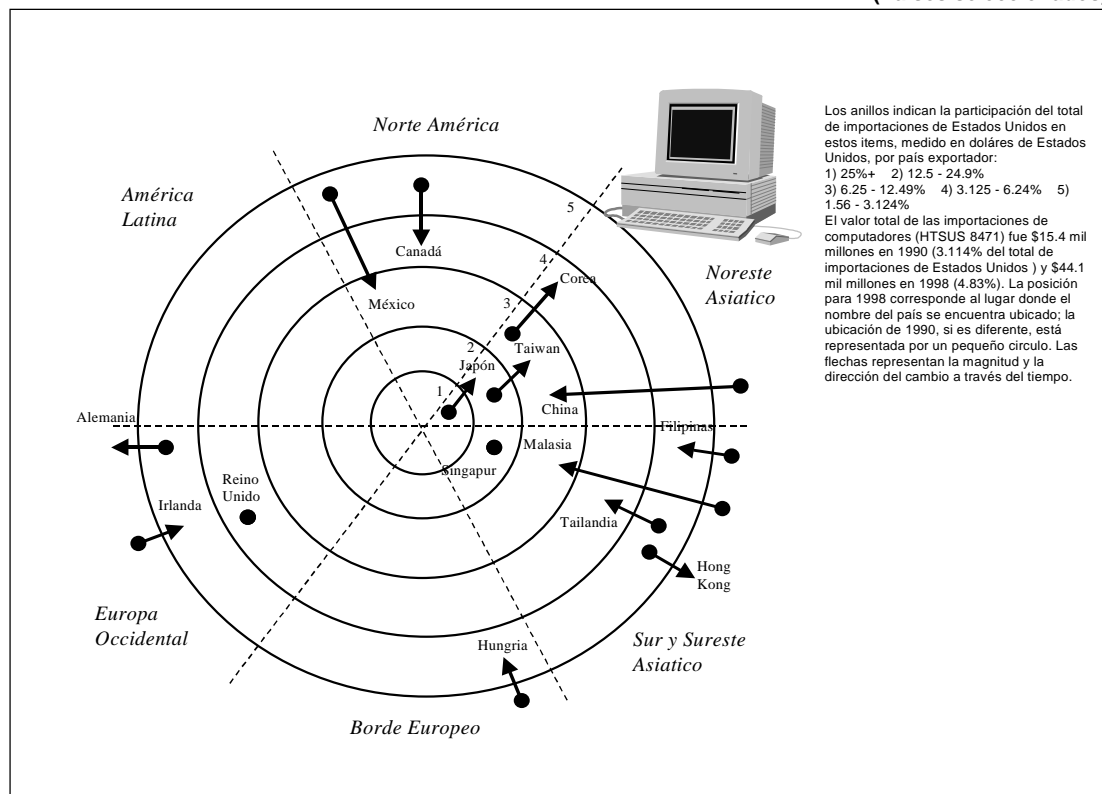 Norte América
América
Latina
Noreste
Asiatico
5
4
3
2
1
Canadá
México
Corea
Taiwan
Japón
China
Alemania
Filipinas
Malasia
Singapur
Reino
Unido
Irlanda
Tailandia
Hong
Kong
Hungria
Europa
Occidental
Sur y Sureste
Asiatico
Borde Europeo
Los anillos indican la participación del total
de importaciones de Estados Unidos en
estos items, medido en doláres de Estados
Unidos, por país exportador:
1) 25%+ 2) 12.5 - 24.9%
3) 6.25 - 12.49% 4) 3.125 - 6.24% 5)
1.56 - 3.124%
El valor total de las importaciones de
computadores (HTSUS 8471) fue $15.4 mil
millones en 1990 (3.114% del total de
importaciones de Estados Unidos ) y $44.1
mil millones en 1998 (4.83%). La posición
para 1998 corresponde al lugar donde el
nombre del país se encuentra ubicado; la
ubicación de 1990, si es diferente, está
representada por un pequeño circulo. Las
flechas representan la magnitud y la
dirección del cambio a través del tiempo.